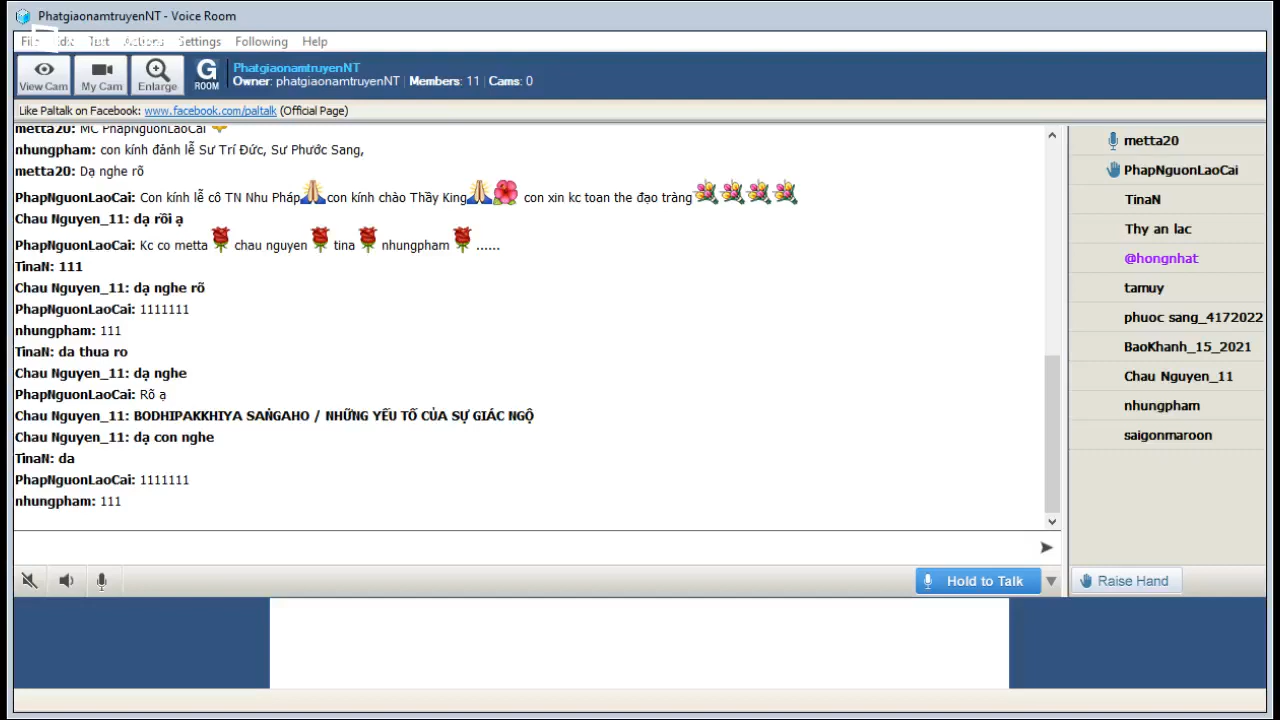 PhatgiaonamtruyenNT - Voice Room
Text Actions Settings Following Help
View Cam My Cam Enlarge G ROOM
PhatgiaonamtruyenNT
Owner: phatgiaonamtruyenNT | Members: 11 | Cams: 0
Like Paltalk on Facebook: www.facebook.com/paltalk (Official Page)
metta20: MC PhapNguonLaoCai
nhungpham: con kính đảnh lễ Sư Trí Đức, Sư Phước Sang,
metta20: Dạ nghe rõ
PhapNguonLaoCai: Con kính lễ cô TN Nhu Pháp con kính chào Thầy King con xin kc toan the đạo tràng
Chau Nguyen_11: dạ rồi ạ
PhapNguonLaoCai: Kc co metta chau nguyen tina nhungpham ......
TinaN: 111
Chau Nguyen_11: dạ nghe rõ
PhapNguonLaoCai: 1111111
nhungpham: 111
TinaN: da thua ro
Chau Nguyen_11: dạ nghe
PhapNguonLaoCai: Rõ ạ
Chau Nguyen_11: BODHIPAKKHIYA SAṄGAHO / NHỮNG YẾU TỐ CỦA SỰ GIÁC NGỘ
Chau Nguyen_11: dạ con nghe
TinaN: da
PhapNguonLaoCai: 1111111
nhungpham: 111
metta20
PhapNguonLaoCai
TinaN
Thy an lac
@hongnhat
tamuy
phuoc sang_4172022
BaoKhanh_15_2021
Chau Nguyen_11
nhungpham
saigonmaroon
Hold to Talk
Raise Hand